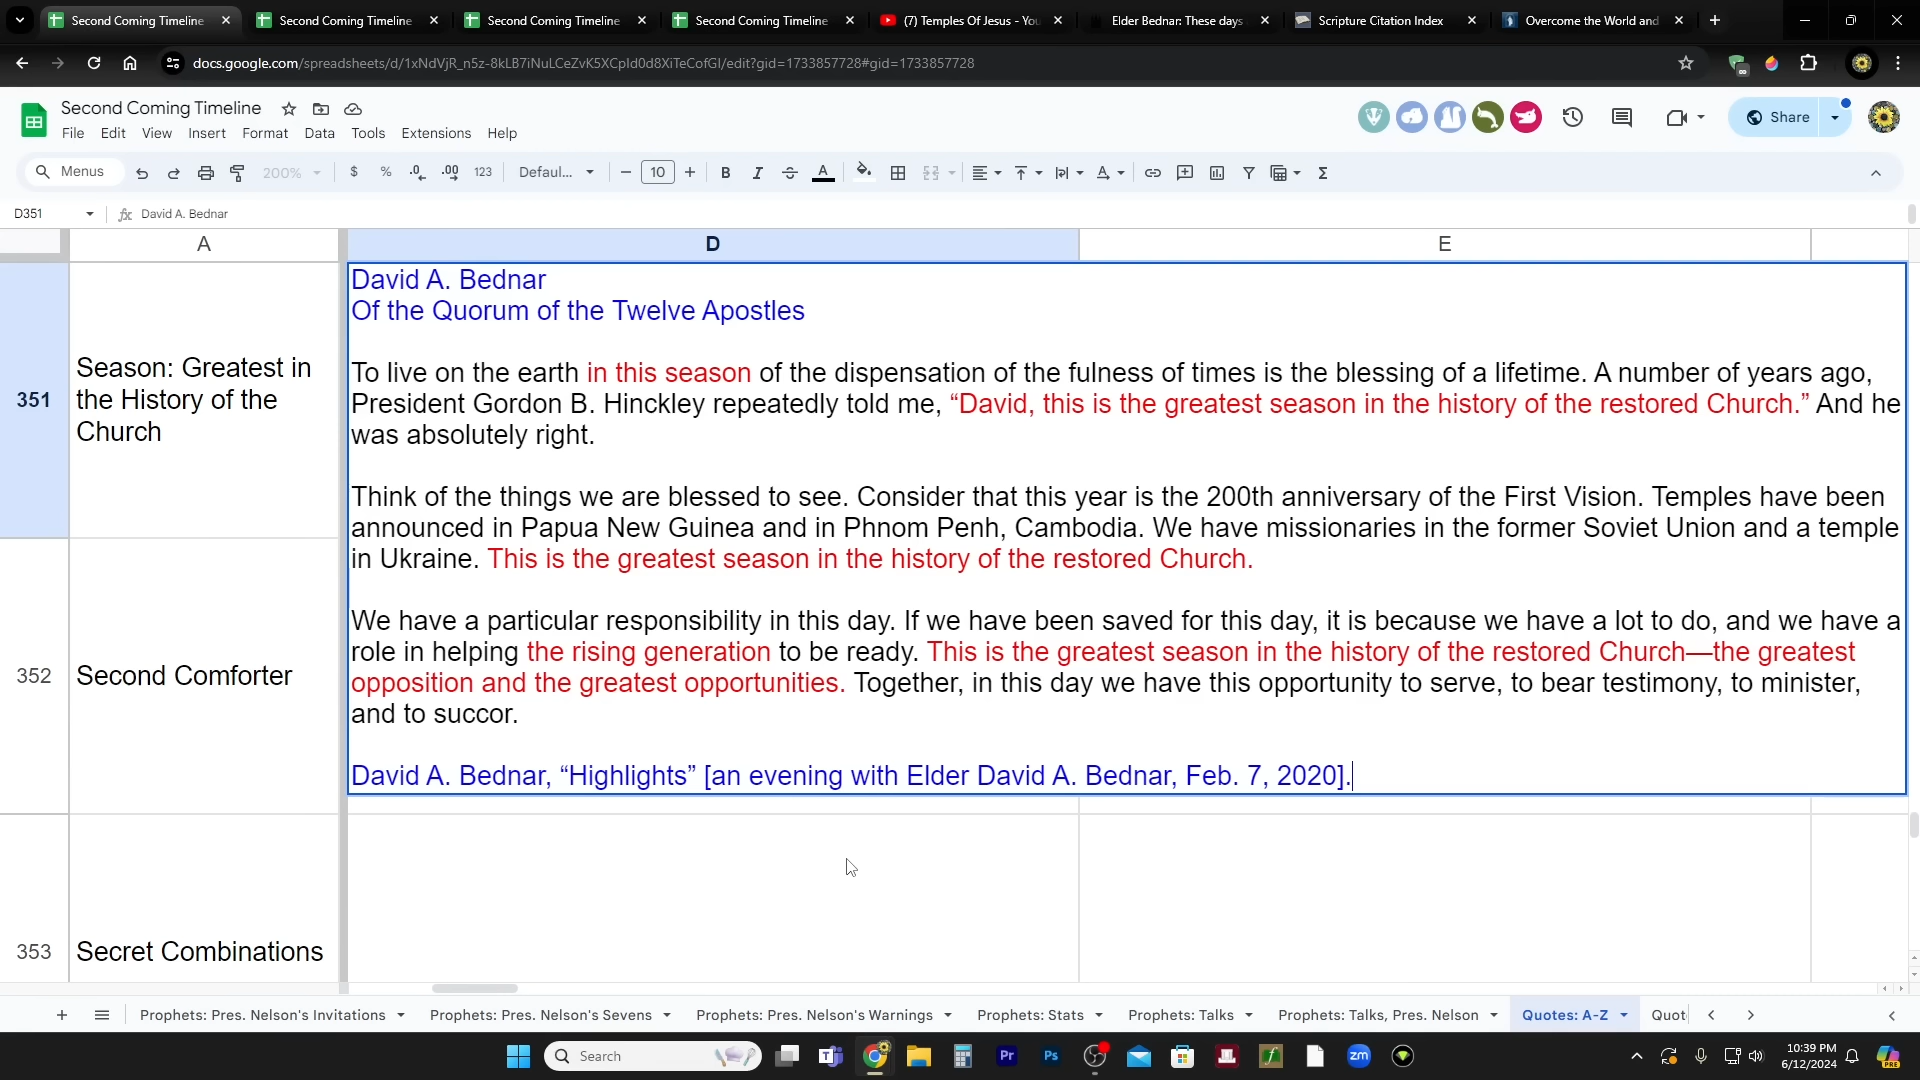 Second Coming Timeline
Second Coming Timeline
Second Coming Timeline
Second Coming Timeline
(7) Temples Of Jesus - You
Elder Bednar: These days
Scripture Citation Index
Overcome the World and
docs.google.com/spreadsheets/d/1xNdVjR_n5z-8kLB7iNuLCeZvK5XCpId0d8XiTeCofGI/edit?gid=1733857728#gid=1733857728
Second Coming Timeline
File Edit View Insert Format Data Tools Extensions Help
Share
Menus
200%
$ % .0 .00 123
Defaul...
10
B I A Σ
D351
fx David A. Bednar
A D E
351
Season: Greatest in
the History of the
Church
352
Second Comforter
353
Secret Combinations
David A. Bednar
Of the Quorum of the Twelve Apostles
To live on the earth in this season of the dispensation of the fulness of times is the blessing of a lifetime. A number of years ago,
President Gordon B. Hinckley repeatedly told me, “David, this is the greatest season in the history of the restored Church.” And he
was absolutely right.
Think of the things we are blessed to see. Consider that this year is the 200th anniversary of the First Vision. Temples have been
announced in Papua New Guinea and in Phnom Penh, Cambodia. We have missionaries in the former Soviet Union and a temple
in Ukraine. This is the greatest season in the history of the restored Church.
We have a particular responsibility in this day. If we have been saved for this day, it is because we have a lot to do, and we have a
role in helping the rising generation to be ready. This is the greatest season in the history of the restored Church—the greatest
opposition and the greatest opportunities. Together, in this day we have this opportunity to serve, to bear testimony, to minister,
and to succor.
David A. Bednar, “Highlights” [an evening with Elder David A. Bednar, Feb. 7, 2020].
Prophets: Pres. Nelson's Invitations
Prophets: Pres. Nelson's Sevens
Prophets: Pres. Nelson's Warnings
Prophets: Stats
Prophets: Talks
Prophets: Talks, Pres. Nelson
Quotes: A-Z
Quot
Search
Pr
Ps
zm
10:39 PM
6/12/2024
PRE